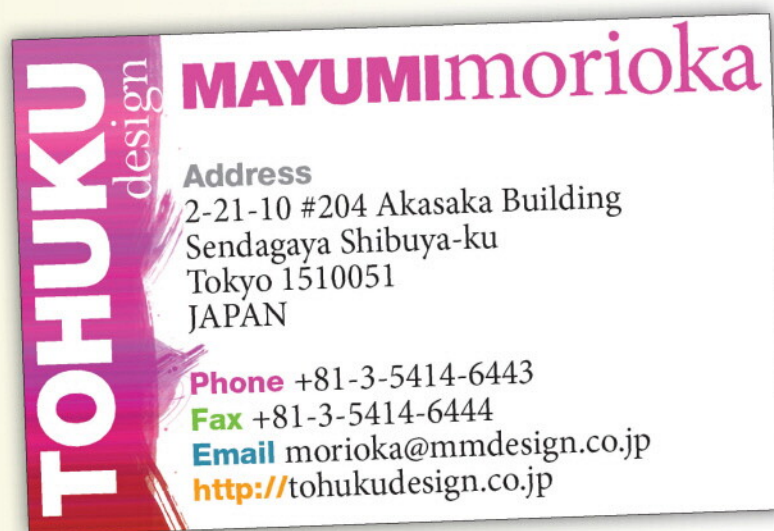 TOHUKU
design
MAYUMImorioka
Address
2-21-10 #204 Akasaka Building
Sendagaya Shibuya-ku
Tokyo 1510051
JAPAN
Phone +81-3-5414-6443
Fax +81-3-5414-6444
Email morioka@mmdesign.co.jp
http://tohukudesign.co.jp